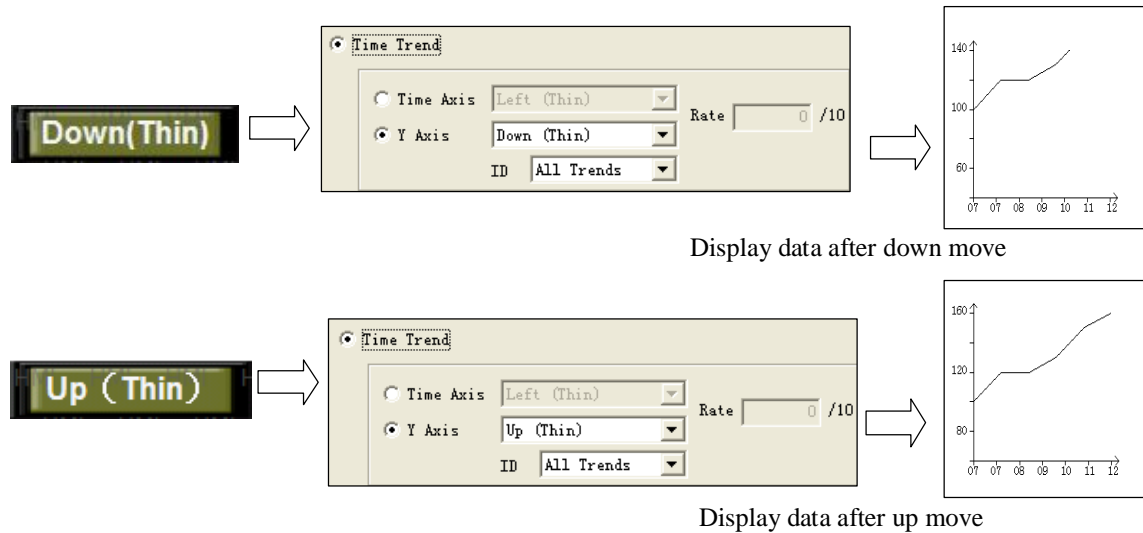 Down(Thin)
Time Trend
Time Axis Left (Thin)
Rate 0 /10
Y Axis Down (Thin)
ID All Trends
140
100
60
07 07 08 09 10 11 12
Display data after down move
Up（Thin）
Time Trend
Time Axis Left (Thin)
Rate 0 /10
Y Axis Up (Thin)
ID All Trends
160
120
80
07 07 08 09 10 11 12
Display data after up move